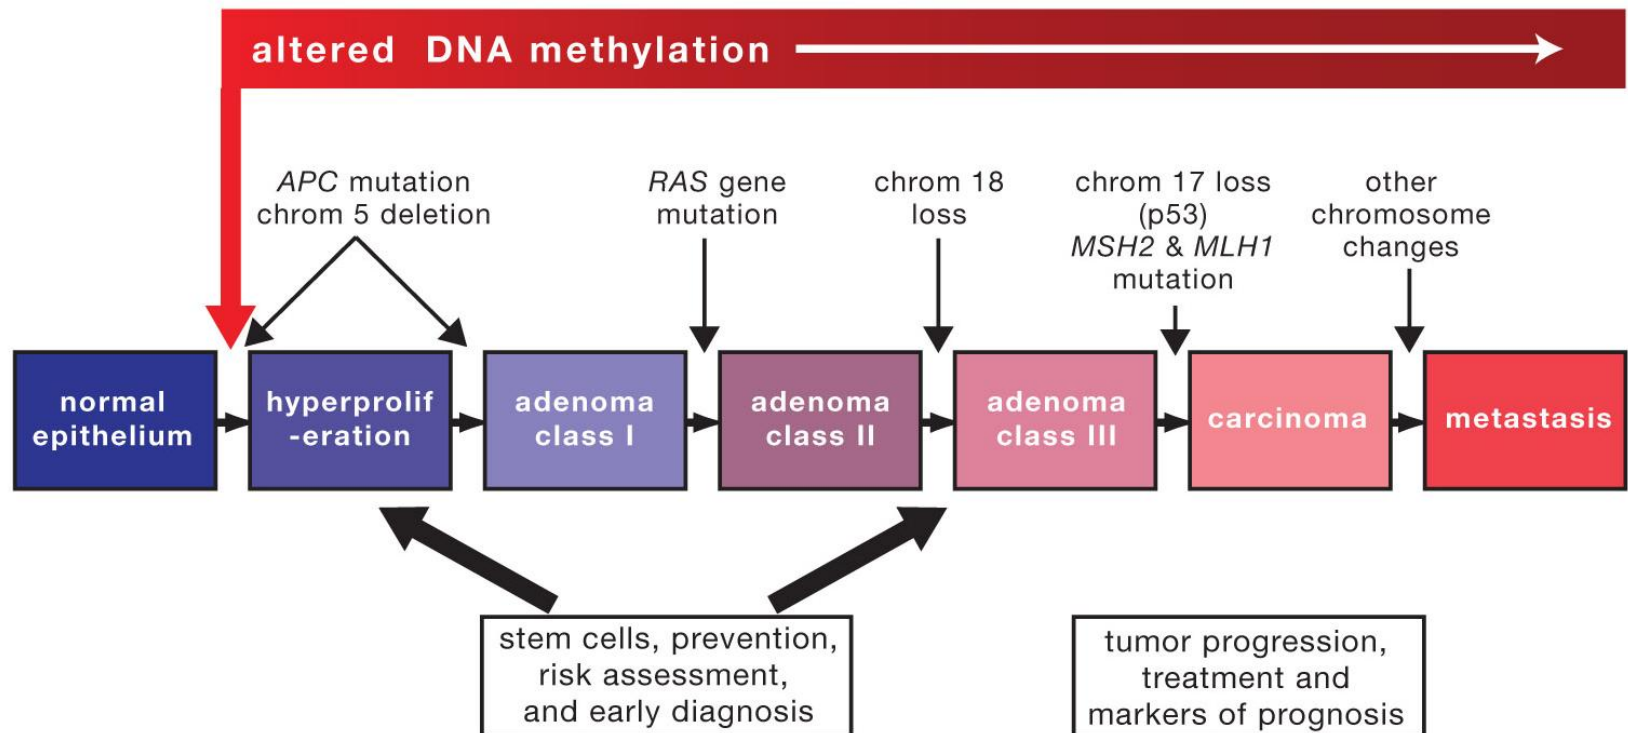 altered DNA methylation
APC mutation
chrom 5 deletion
RAS gene
mutation
chrom 18
loss
chrom 17 loss
(p53)
MSH2 & MLH1
mutation
other
chromosome
changes
normal
epithelium
hyperprolif
-eration
adenoma
class I
adenoma
class II
adenoma
class III
carcinoma
metastasis
stem cells, prevention,
risk assessment,
and early diagnosis
tumor progression,
treatment and
markers of prognosis